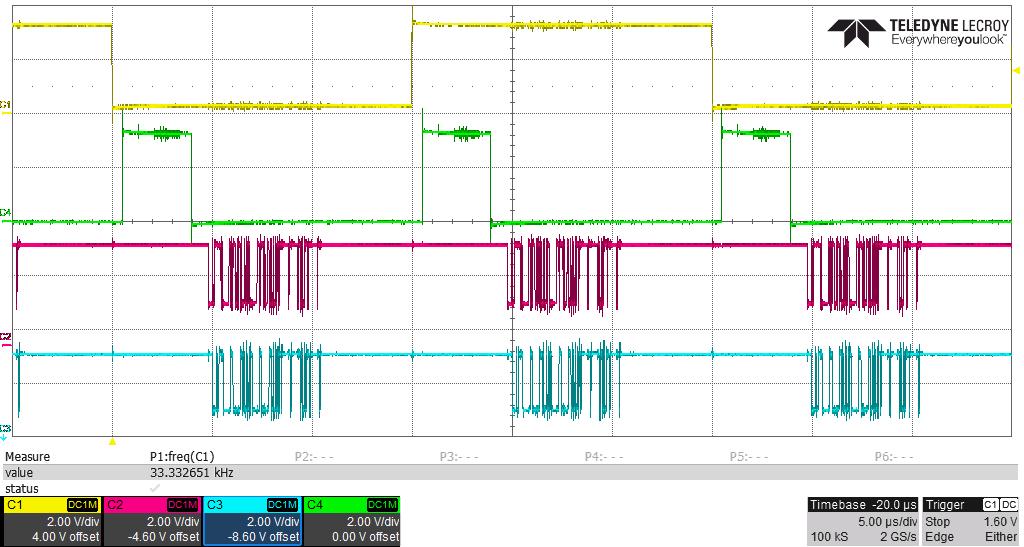 TELEDYNE LECROY
Everywhereyoulook™
C1
C4
C2
C3
Measure P1:freq(C1) P2:- - - P3:- - - P4:- - - P5:- - - P6:- - -
value 33.332651 kHz
status
C1 DC1M C2 DC1M C3 DC1M C4 DC1M Timebase -20.0 µs Trigger C1 DC
2.00 V/div 2.00 V/div 2.00 V/div 2.00 V/div 5.00 µs/div Stop 1.60 V
4.00 V offset -4.60 V offset -8.60 V offset 0.00 V offset 100 kS 2 GS/s Edge Either